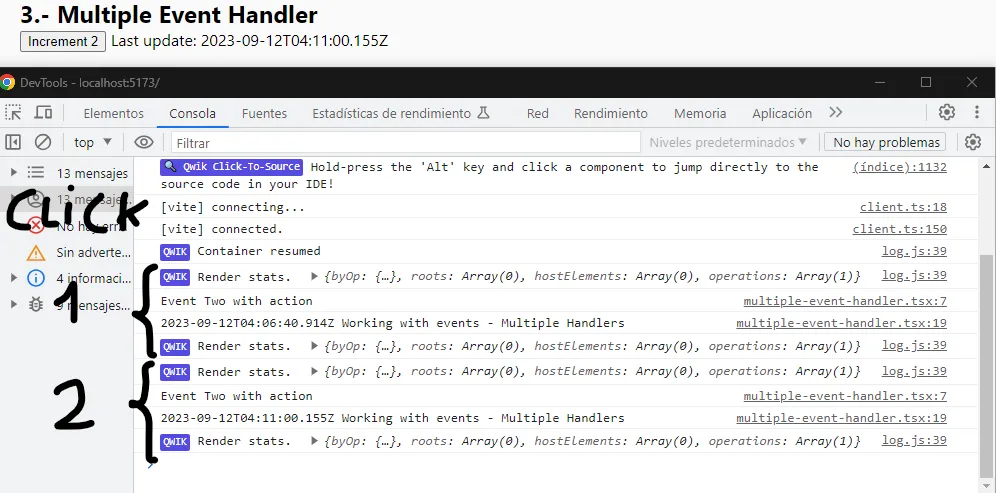 3.- Multiple Event Handler
Increment 2 Last update: 2023-09-12T04:11:00.155Z
DevTools - localhost:5173/
Elementos Consola Fuentes Estadísticas de rendimiento Red Rendimiento Memoria Aplicación
top Filtrar Niveles predeterminados No hay problemas
13 mensajes
13 mensaje...
No hay err
Sin adverte...
4 informaci...
9 mensajes...
Click
1
2
Qwik Click-To-Source Hold-press the 'Alt' key and click a component to jump directly to the (índice):1132
source code in your IDE!
[vite] connecting... client.ts:18
[vite] connected. client.ts:150
QWIK Container resumed log.js:39
QWIK Render stats. {byOp: {…}, roots: Array(0), hostElements: Array(0), operations: Array(1)} log.js:39
Event Two with action multiple-event-handler.tsx:7
2023-09-12T04:06:40.914Z Working with events - Multiple Handlers multiple-event-handler.tsx:19
QWIK Render stats. {byOp: {…}, roots: Array(0), hostElements: Array(0), operations: Array(1)} log.js:39
QWIK Render stats. {byOp: {…}, roots: Array(0), hostElements: Array(0), operations: Array(1)} log.js:39
Event Two with action multiple-event-handler.tsx:7
2023-09-12T04:11:00.155Z Working with events - Multiple Handlers multiple-event-handler.tsx:19
QWIK Render stats. {byOp: {…}, roots: Array(0), hostElements: Array(0), operations: Array(1)} log.js:39